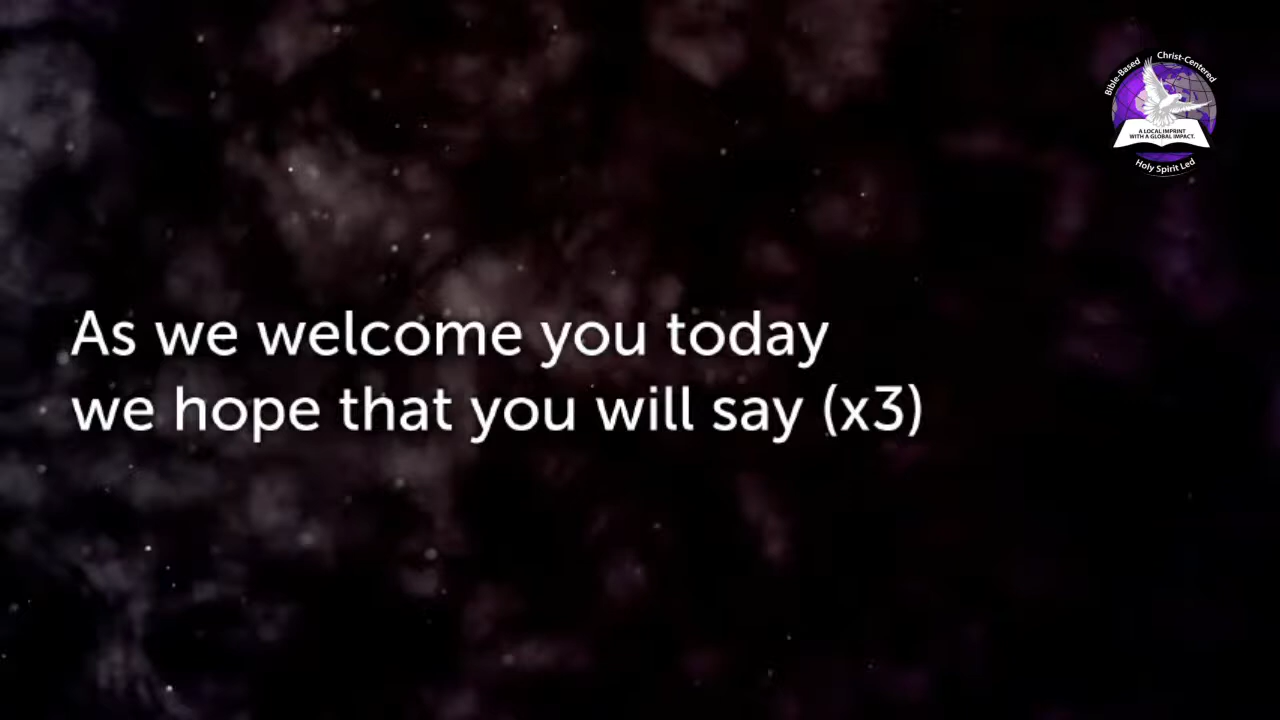 Bible-Based Christ-Centered
A LOCAL IMPRINT
WITH A GLOBAL IMPACT.
Holy Spirit Led
As we welcome you today
we hope that you will say (x3)